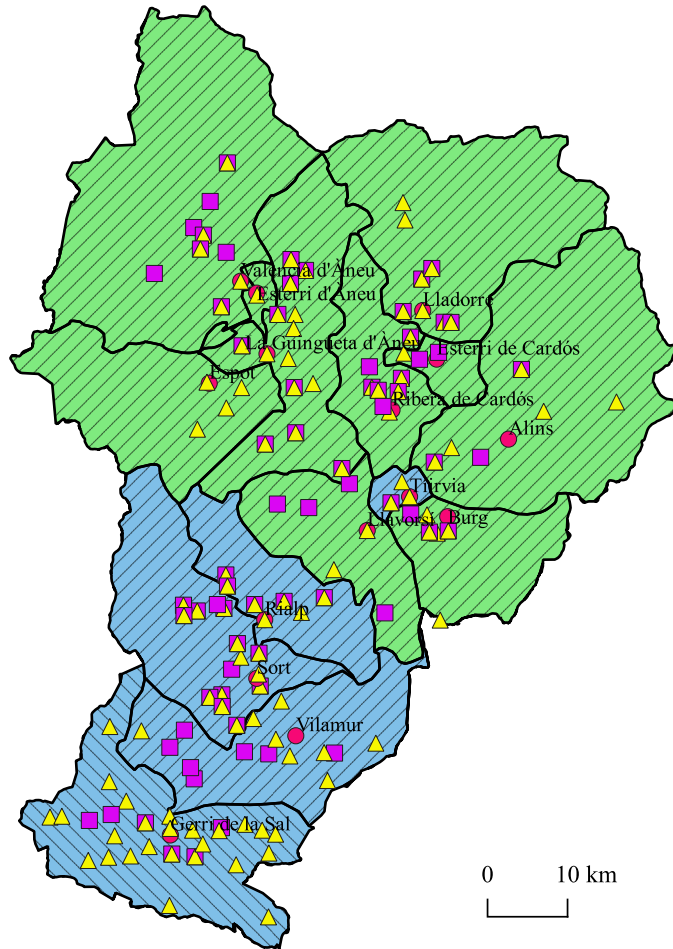 València d'Àneu
Esterri d'Àneu
Lladorre
La Guingueta d'Àneu
Esterri de Cardós
Espot
Ribera de Cardós
Alins
Tírvia
Llavorsí
Burg
Rialp
Sort
Vilamur
Gerri de la Sal
0 10 km